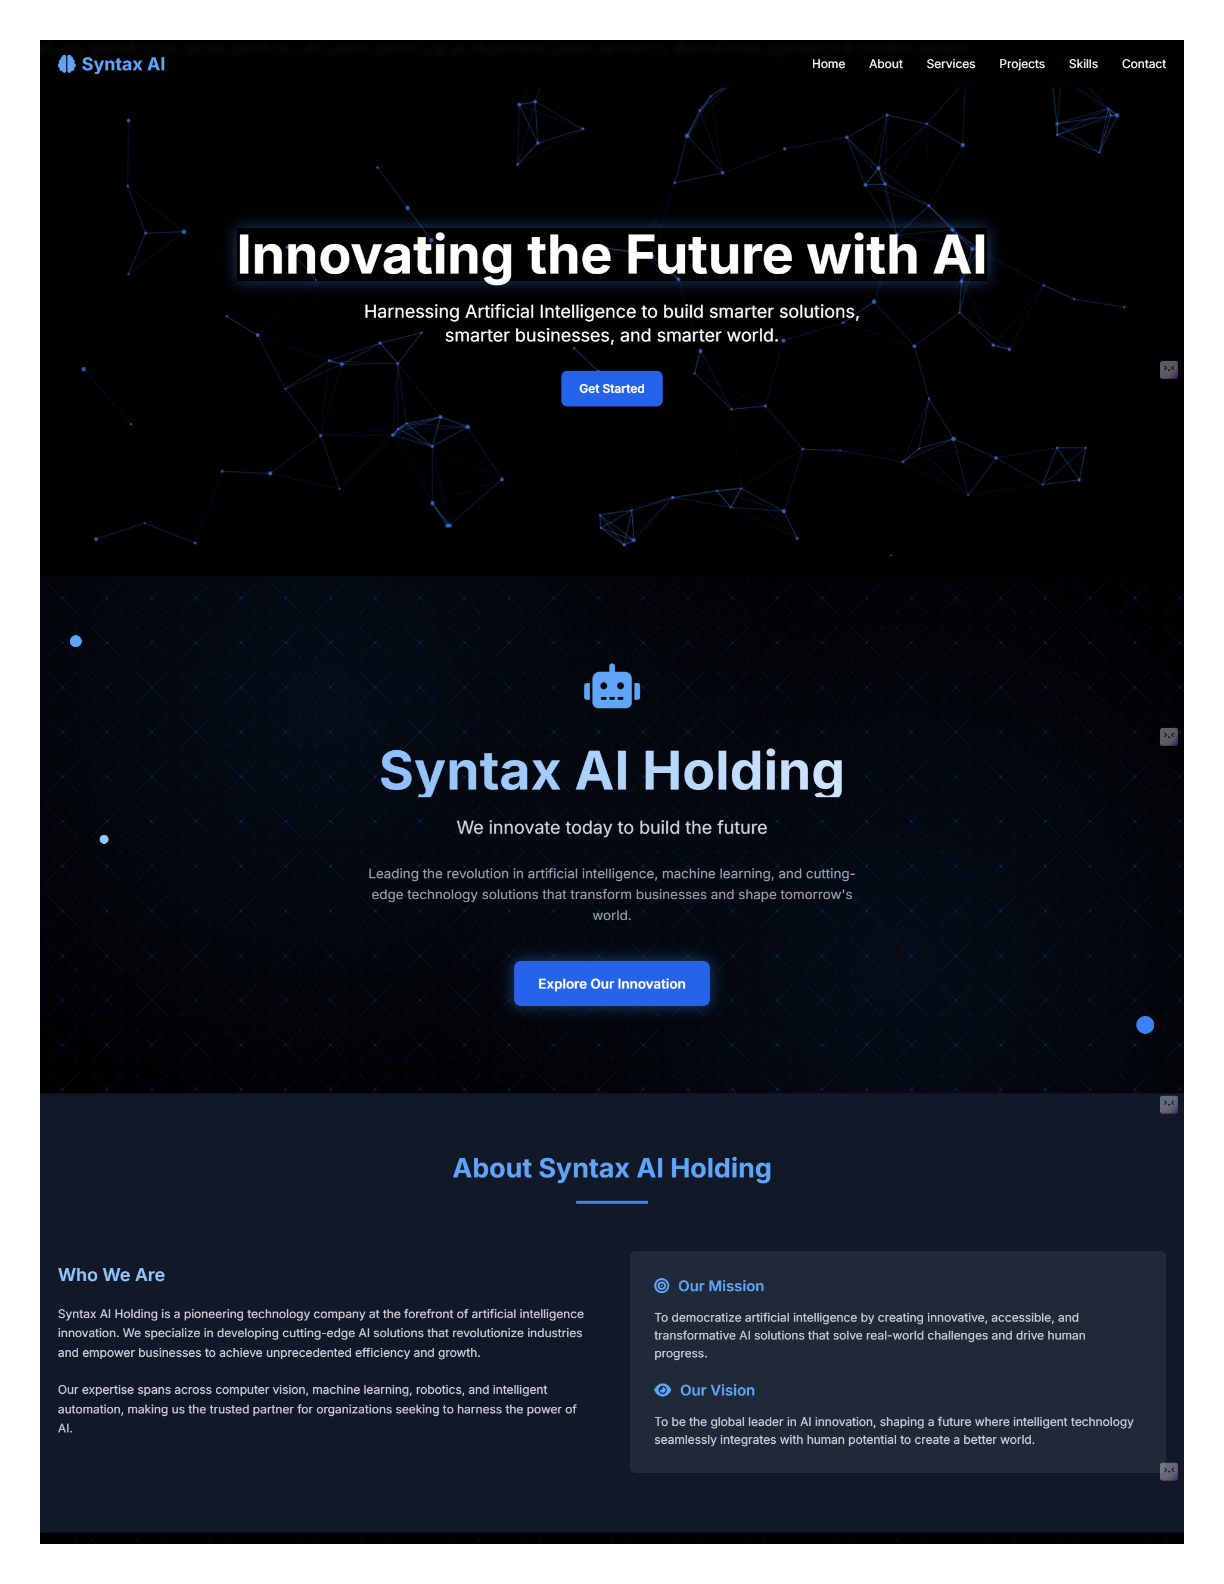 Syntax AI
Home About Services Projects Skills Contact
Innovating the Future with AI
Harnessing Artificial Intelligence to build smarter solutions,
smarter businesses, and smarter world.
Get Started
Syntax AI Holding
We innovate today to build the future
Leading the revolution in artificial intelligence, machine learning, and cutting-
edge technology solutions that transform businesses and shape tomorrow's
world.
Explore Our Innovation
About Syntax AI Holding
Who We Are
Syntax AI Holding is a pioneering technology company at the forefront of artificial intelligence
innovation. We specialize in developing cutting-edge AI solutions that revolutionize industries
and empower businesses to achieve unprecedented efficiency and growth.
Our expertise spans across computer vision, machine learning, robotics, and intelligent
automation, making us the trusted partner for organizations seeking to harness the power of
AI.
Our Mission
To democratize artificial intelligence by creating innovative, accessible, and
transformative AI solutions that solve real-world challenges and drive human
progress.
Our Vision
To be the global leader in AI innovation, shaping a future where intelligent technology
seamlessly integrates with human potential to create a better world.